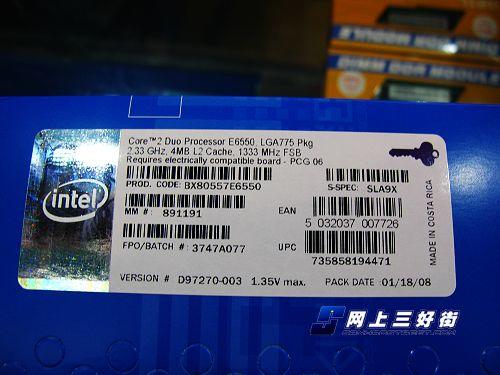 DIMMDDR MODULE
Core™2 Duo Processor E6550, LGA775 Pkg
2.33 GHz, 4MB L2 Cache, 1333 MHz FSB
Requires electrically compatible board - PCG 06
PROD. CODE: BX80557E6550
S-SPEC: SLA9X
MM #: 891191
EAN
5 032037 007726
FPO/BATCH #: 3747A077
UPC
735858194471
VERSION # D97270-003 1.35V max.
PACK DATE :01/18/08
MADE IN COSTA RICA
intel
网上三好街